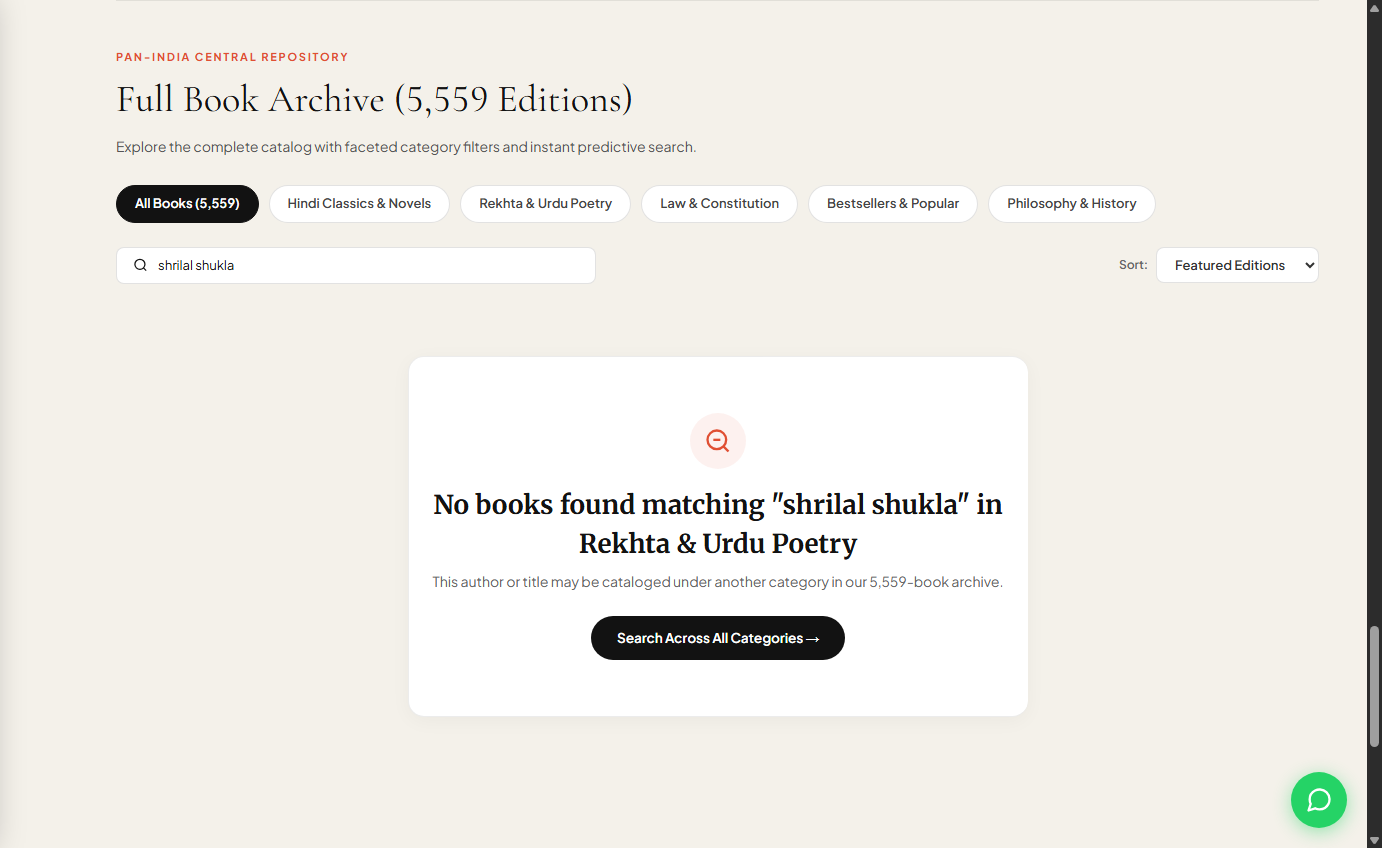 PAN-INDIA CENTRAL REPOSITORY
Full Book Archive (5,559 Editions)
Explore the complete catalog with faceted category filters and instant predictive search.
All Books (5,559)
Hindi Classics & Novels
Rekhta & Urdu Poetry
Law & Constitution
Bestsellers & Popular
Philosophy & History
shrilal shukla
Sort:
Featured Editions
No books found matching "shrilal shukla" in
Rekhta & Urdu Poetry
This author or title may be cataloged under another category in our 5,559-book archive.
Search Across All Categories →